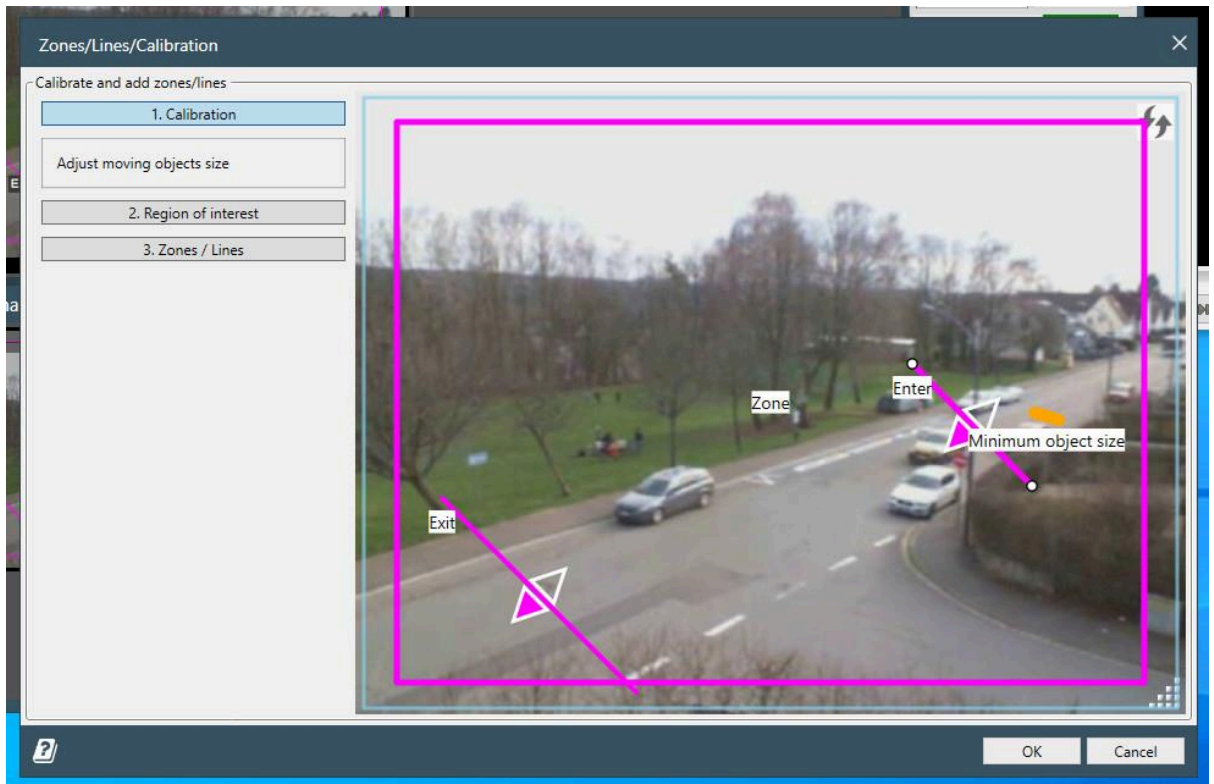 Zones/Lines/Calibration
Calibrate and add zones/lines
1. Calibration
Adjust moving objects size
2. Region of interest
3. Zones / Lines
Enter
Zone
Minimum object size
Exit
OK
Cancel